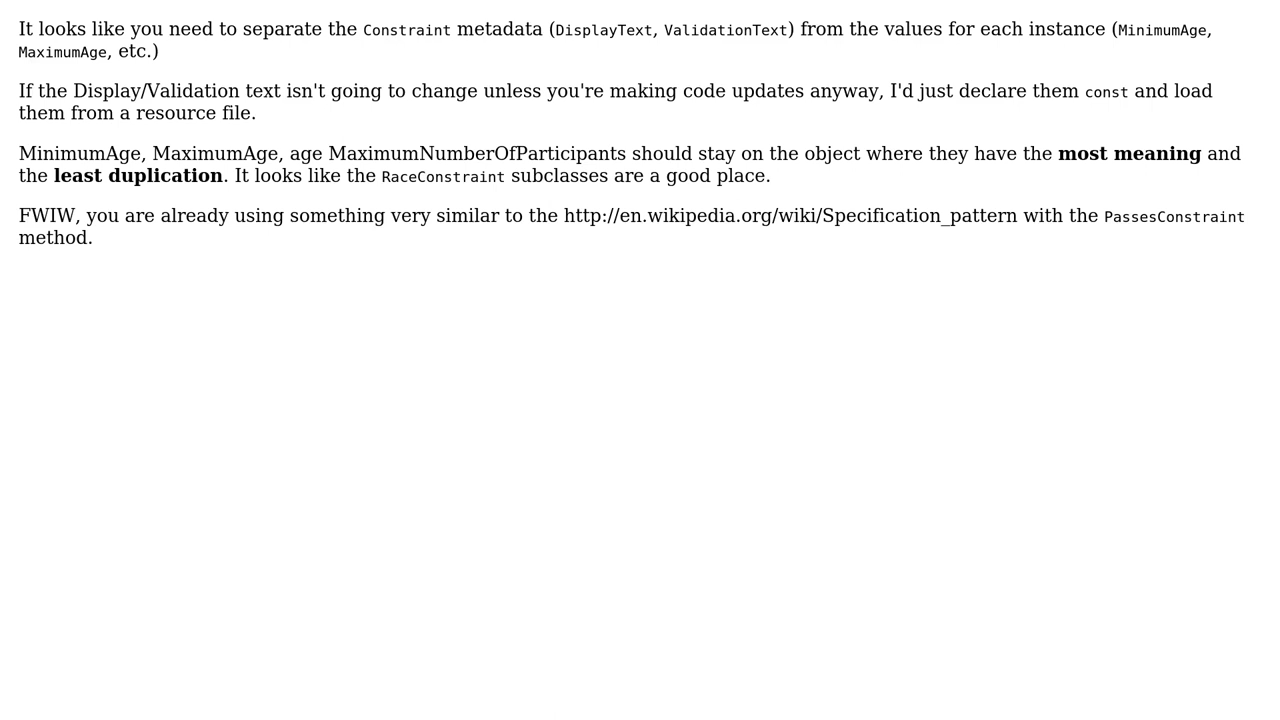 It looks like you need to separate the Constraint metadata (DisplayText, ValidationText) from the values for each instance (MinimumAge,
MaximumAge, etc.)
If the Display/Validation text isn't going to change unless you're making code updates anyway, I'd just declare them const and load
them from a resource file.
MinimumAge, MaximumAge, age MaximumNumberOfParticipants should stay on the object where they have the most meaning and
the least duplication. It looks like the RaceConstraint subclasses are a good place.
FWIW, you are already using something very similar to the http://en.wikipedia.org/wiki/Specification_pattern with the PassesConstraint
method.